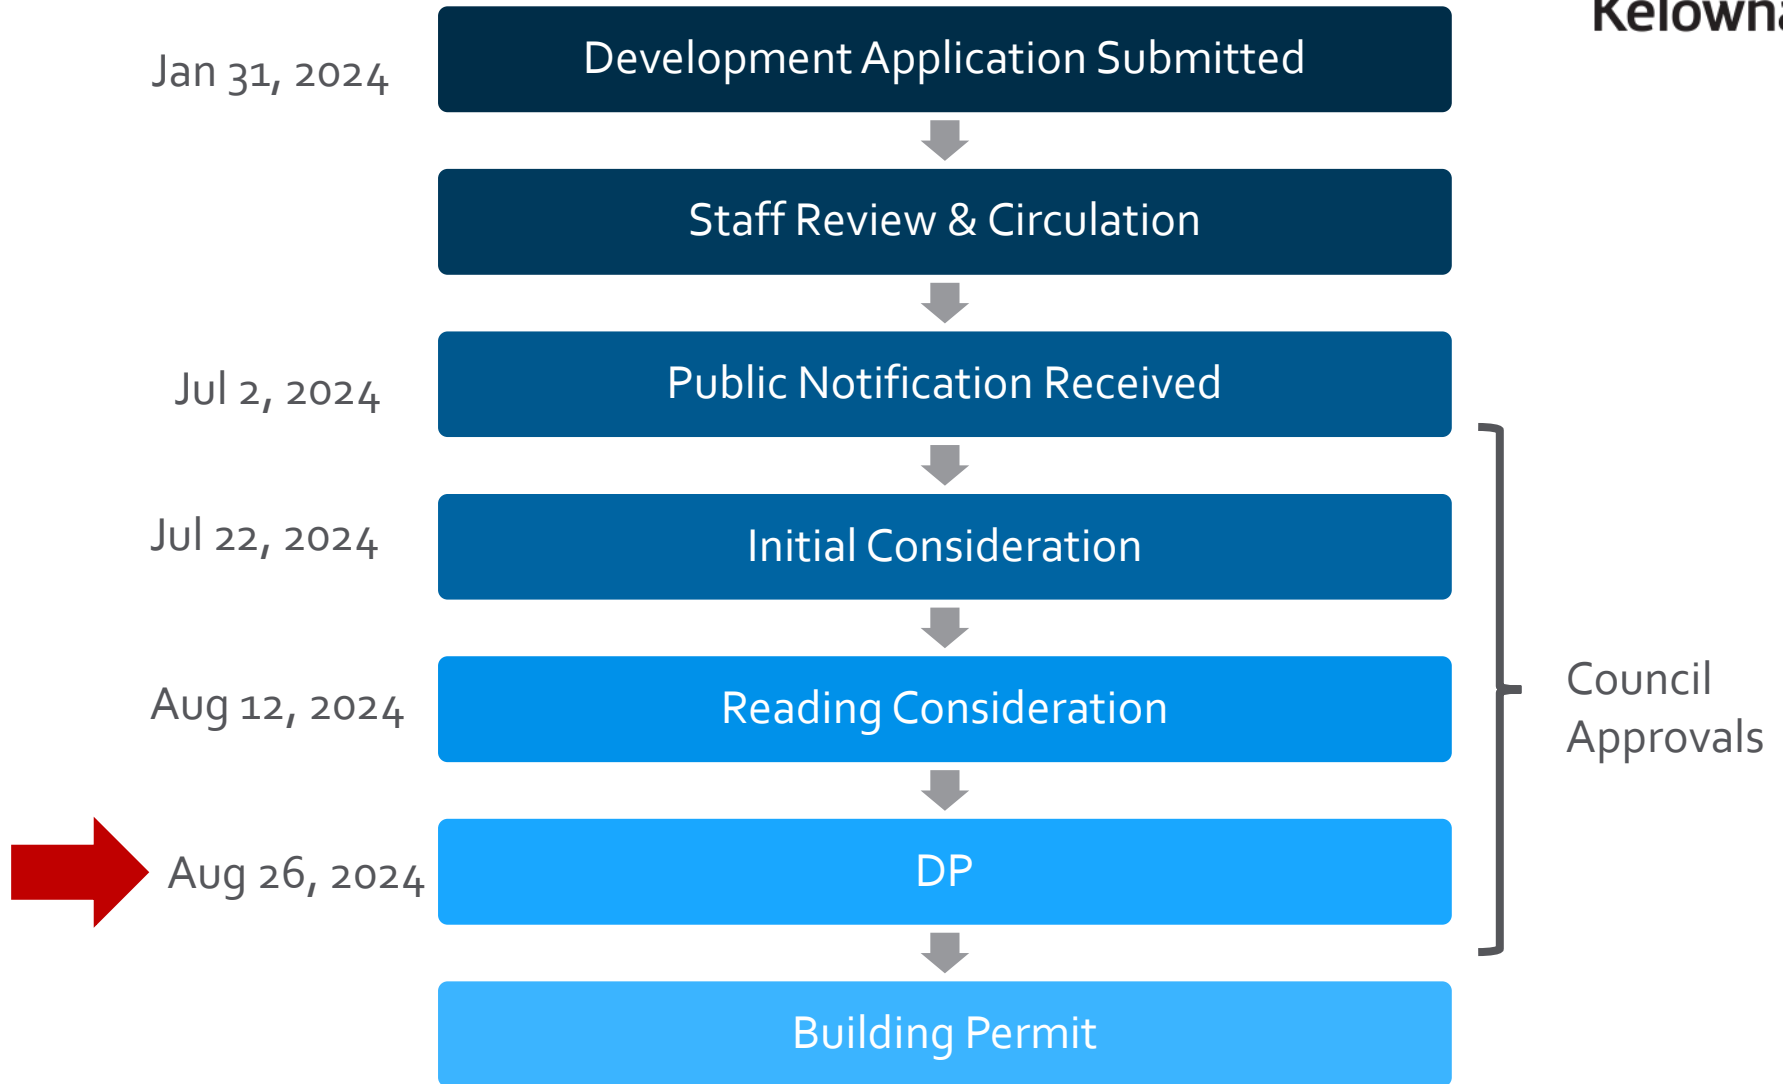 Kelowna
Jan 31, 2024
Development Application Submitted
Staff Review & Circulation
Jul 2, 2024
Public Notification Received
Jul 22, 2024
Initial Consideration
Aug 12, 2024
Reading Consideration
Council
Approvals
Aug 26, 2024
DP
Building Permit